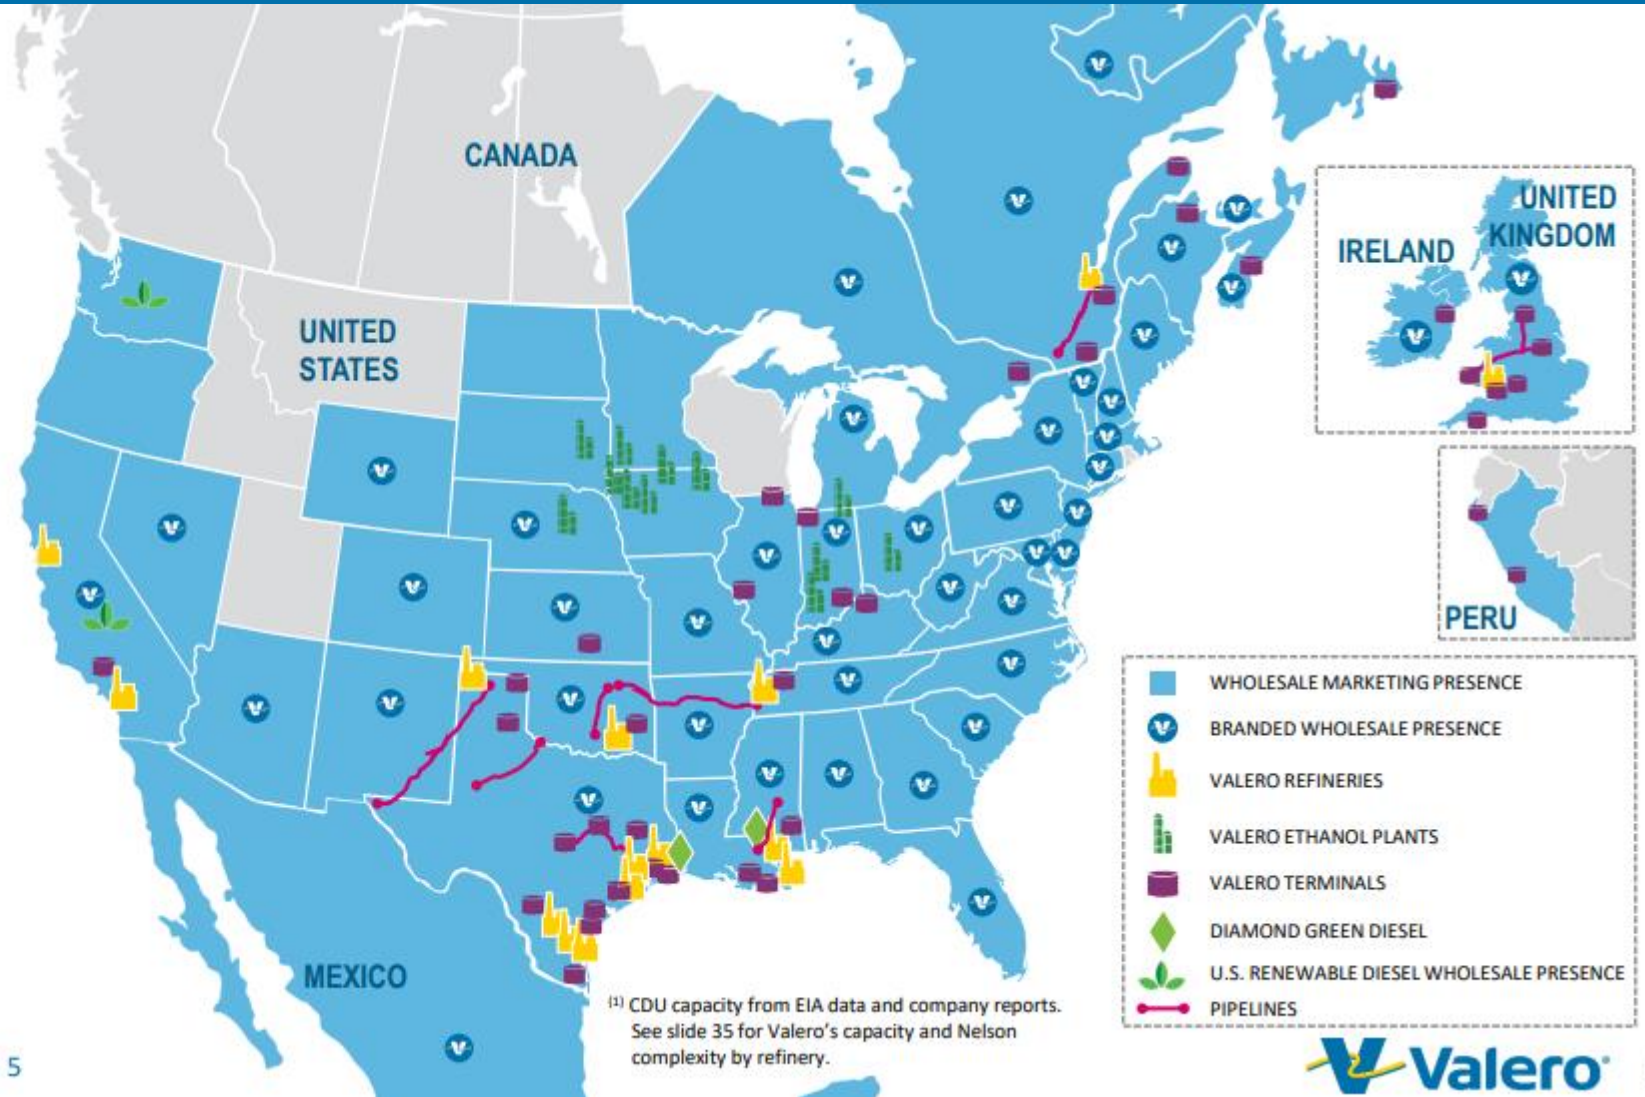 CANADA
UNITED
STATES
MEXICO
IRELAND
UNITED
KINGDOM
PERU
WHOLESALE MARKETING PRESENCE
BRANDED WHOLESALE PRESENCE
VALERO REFINERIES
VALERO ETHANOL PLANTS
VALERO TERMINALS
DIAMOND GREEN DIESEL
U.S. RENEWABLE DIESEL WHOLESALE PRESENCE
PIPELINES
(1) CDU capacity from EIA data and company reports.
See slide 35 for Valero’s capacity and Nelson
complexity by refinery.
5
Valero